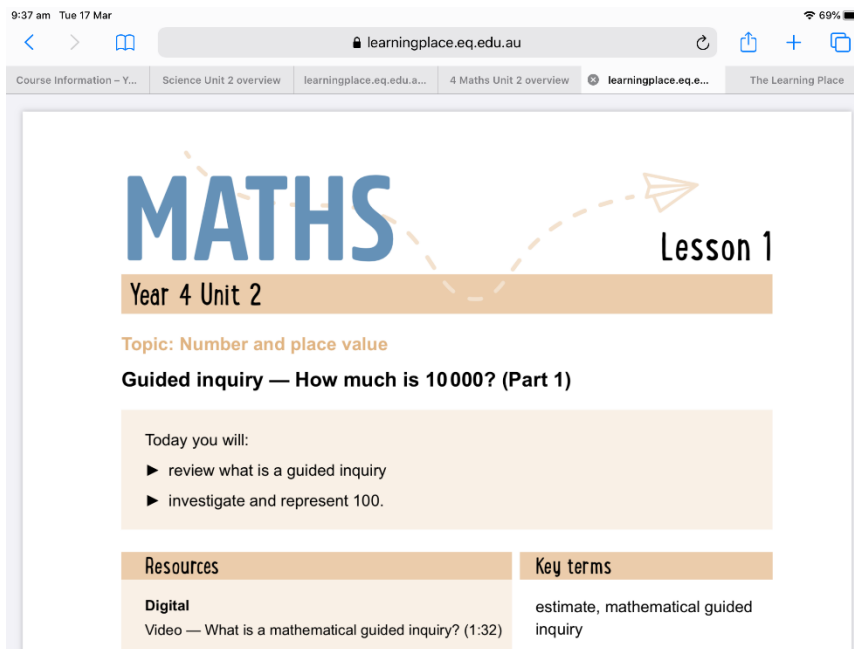 9:37 am Tue 17 Mar
69%
learningplace.eq.edu.au
Course Information – Y...
Science Unit 2 overview
learningplace.eq.edu.a...
4 Maths Unit 2 overview
learningplace.eq.e...
The Learning Place
MATHS
Lesson 1
Year 4 Unit 2
Topic: Number and place value
Guided inquiry — How much is 10 000? (Part 1)
Today you will:
► review what is a guided inquiry
► investigate and represent 100.
Resources
Digital
Video — What is a mathematical guided inquiry? (1:32)
Key terms
estimate, mathematical guided
inquiry